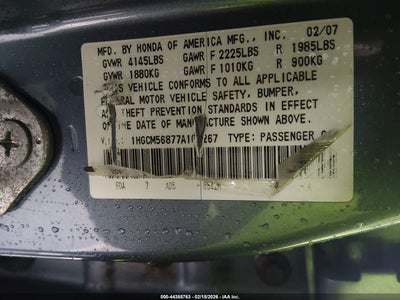 MFD. BY HONDA OF AMERICA MFG., INC. 02/07
GVWR 4145LBS GAWR F 2225LBS R 1985LBS
GVWR 1880KG GAWR F 1010KG R 900KG
VEHICLE CONFORMS TO ALL APPLICABLE
MOTOR VEHICLE SAFETY, BUMPER,
THEFT PREVENTION STANDARDS IN EFFECT
THE DATE OF MANUFACTURE SHOWN ABOVE.
TYPE: PASSENGER
000-44388763 - 02/18/2026 - IAA Inc.